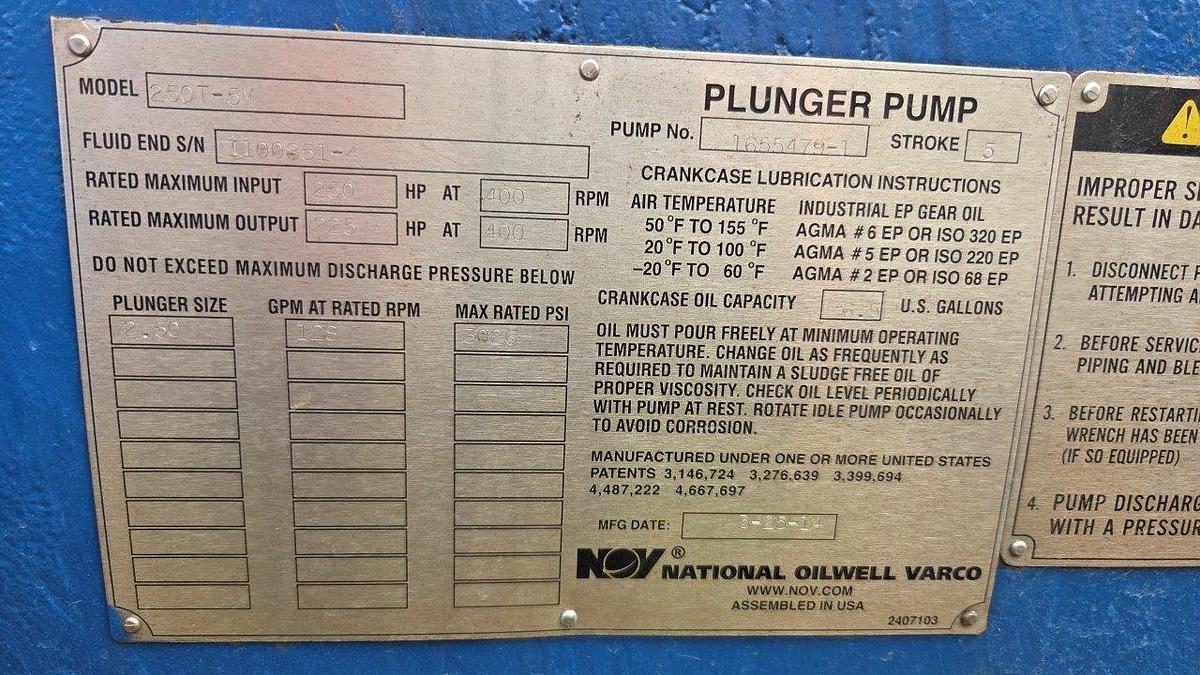 MODEL 250T-5M
FLUID END S/N I100351-4
RATED MAXIMUM INPUT 250 HP AT 400 RPM
RATED MAXIMUM OUTPUT 225 HP AT 400 RPM
DO NOT EXCEED MAXIMUM DISCHARGE PRESSURE BELOW
PLUNGER SIZE GPM AT RATED RPM MAX RATED PSI
2.50 128 3026
PLUNGER PUMP
PUMP No. 1655479-1 STROKE 5
CRANKCASE LUBRICATION INSTRUCTIONS
AIR TEMPERATURE INDUSTRIAL EP GEAR OIL
50 °F TO 155 °F AGMA # 6 EP OR ISO 320 EP
20 °F TO 100 °F AGMA # 5 EP OR ISO 220 EP
–20 °F TO 60 °F AGMA # 2 EP OR ISO 68 EP
CRANKCASE OIL CAPACITY U.S. GALLONS
OIL MUST POUR FREELY AT MINIMUM OPERATING
TEMPERATURE. CHANGE OIL AS FREQUENTLY AS
REQUIRED TO MAINTAIN A SLUDGE FREE OIL OF
PROPER VISCOSITY. CHECK OIL LEVEL PERIODICALLY
WITH PUMP AT REST. ROTATE IDLE PUMP OCCASIONALLY
TO AVOID CORROSION.
MANUFACTURED UNDER ONE OR MORE UNITED STATES
PATENTS 3,146,724 3,276,639 3,399,694
4,487,222 4,667,697
MFG DATE: 3-25-14
NOV ® NATIONAL OILWELL VARCO
WWW.NOV.COM
ASSEMBLED IN USA
2407103
IMPROPER
RESULT IN
1. DISCONNECT
ATTEMPTING
2. BEFORE
PIPING AND
3. BEFORE
WRENCH HAS BEEN
(IF SO EQUIPPED)
4. PUMP
WITH A